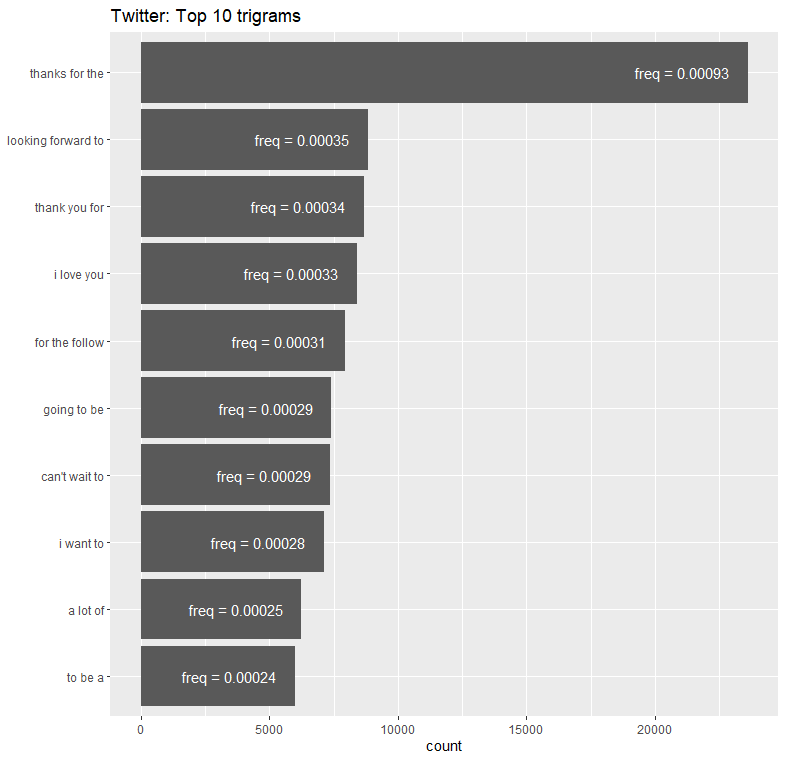 Twitter: Top 10 trigrams
thanks for the freq = 0.00093
looking forward to freq = 0.00035
thank you for freq = 0.00034
i love you freq = 0.00033
for the follow freq = 0.00031
going to be freq = 0.00029
can't wait to freq = 0.00029
i want to freq = 0.00028
a lot of freq = 0.00025
to be a freq = 0.00024
0 5000 10000 15000 20000
count